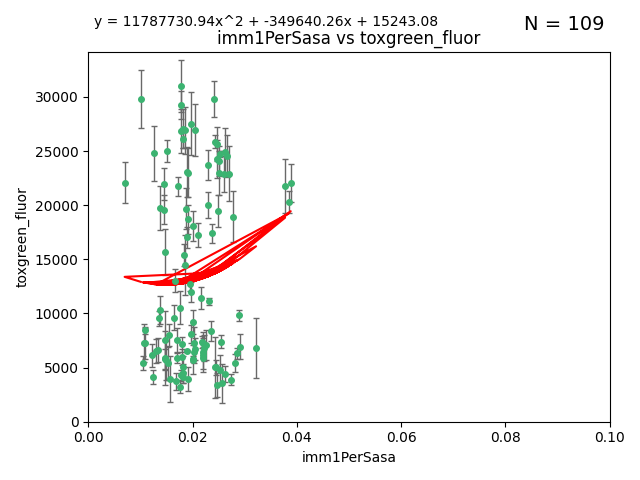 y = 11787730.94x^2 + -349640.26x + 15243.08
N = 109
imm1PerSasa vs toxgreen_fluor
30000
25000
20000
15000
10000
5000
0
toxgreen_fluor
0.00 0.02 0.04 0.06 0.08 0.10
imm1PerSasa